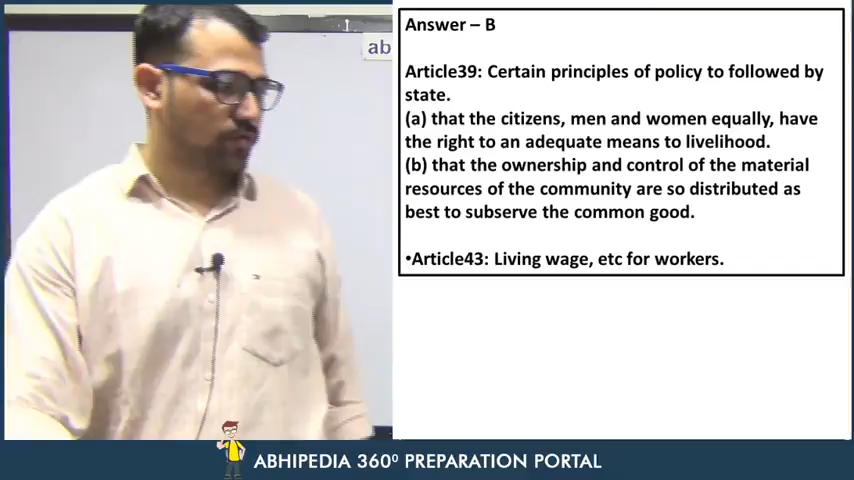 ab
Answer – B
Article39: Certain principles of policy to followed by
state.
(a) that the citizens, men and women equally, have
the right to an adequate means to livelihood.
(b) that the ownership and control of the material
resources of the community are so distributed as
best to subserve the common good.
•Article43: Living wage, etc for workers.
ABHIPEDIA 360⁰ PREPARATION PORTAL